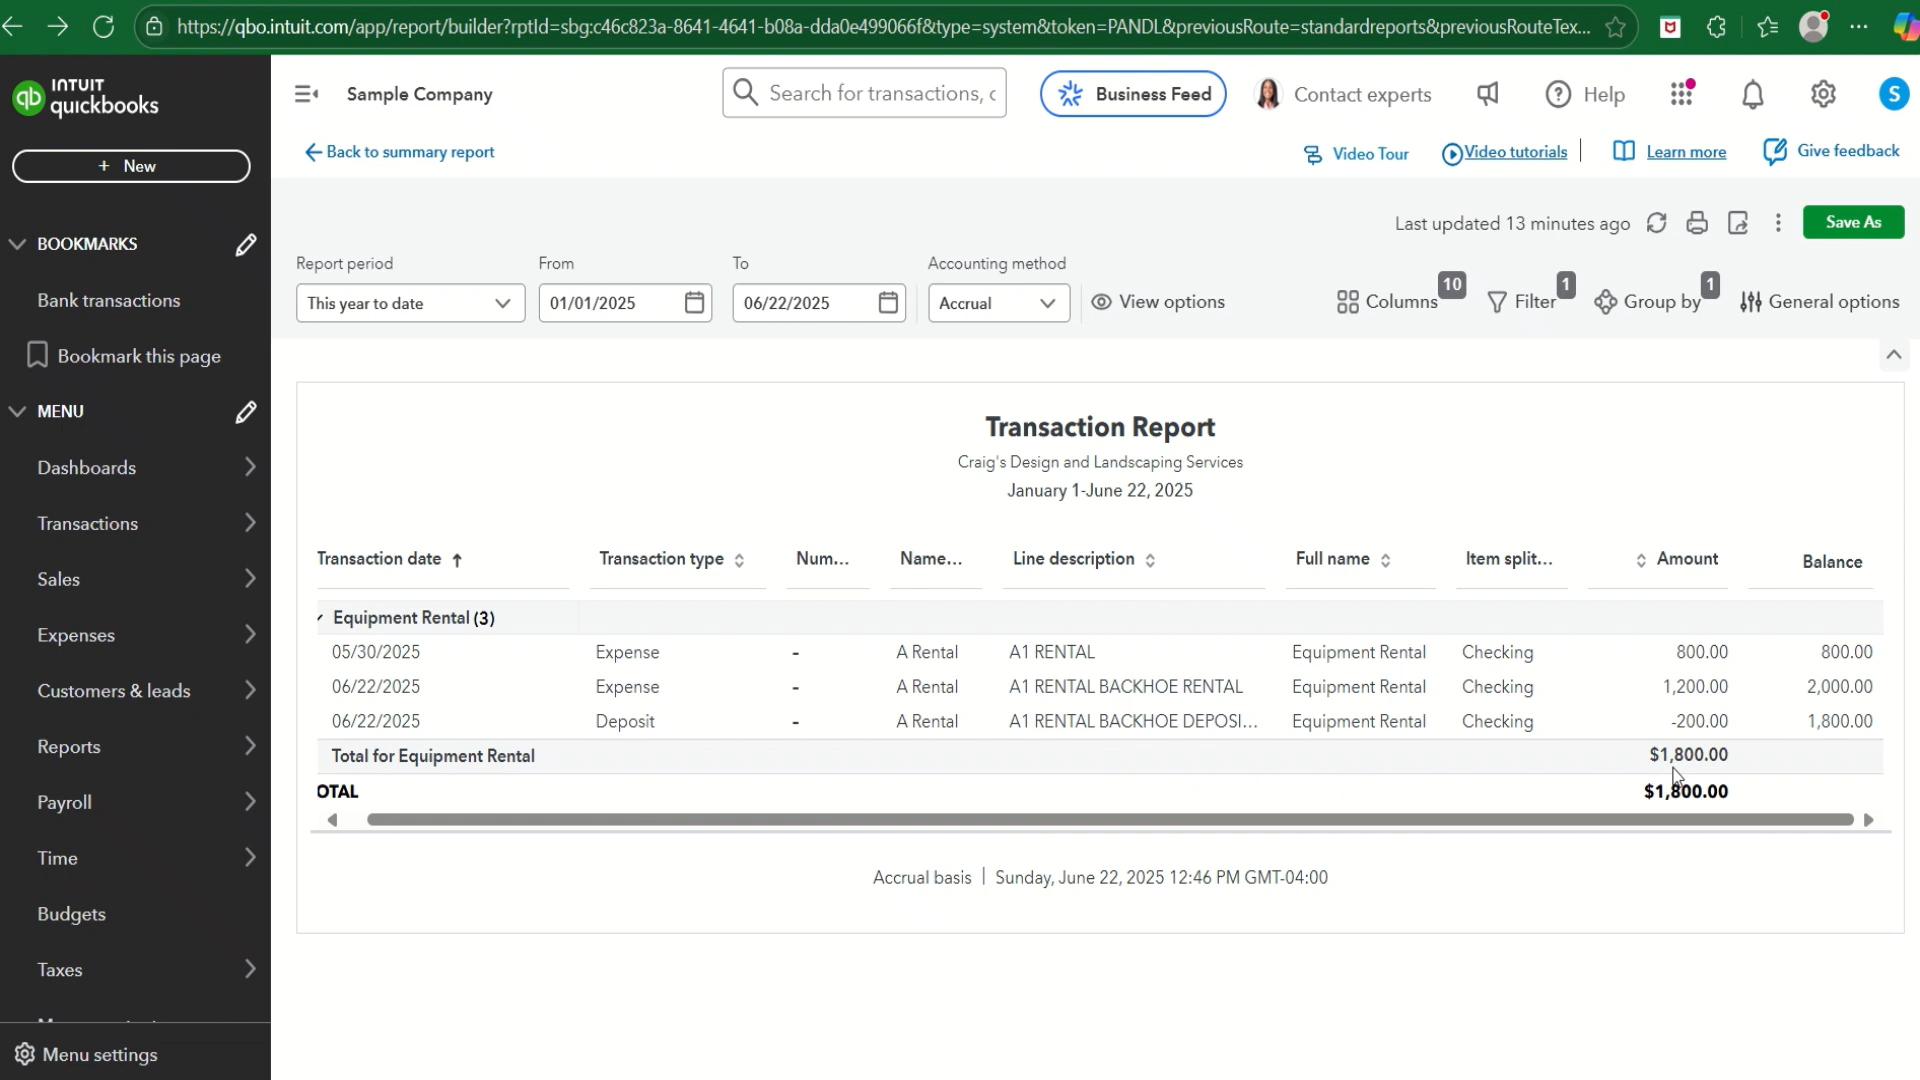 https://qbo.intuit.com/app/report/builder?rptId=sbg:c46c823a-8641-4641-b08a-dda0e499066f&type=system&token=PANDL&previousRoute=standardreports&previousRouteTex...
INTUIT
quickbooks
qb
Sample Company
Search for transactions, c
Business Feed
Contact experts
Help
S
+ New
Back to summary report
Video Tour
Video tutorials
Learn more
Give feedback
Last updated 13 minutes ago
Save As
BOOKMARKS
Bank transactions
Bookmark this page
MENU
Dashboards
Transactions
Sales
Expenses
Customers & leads
Reports
Payroll
Time
Budgets
Taxes
Menu settings
Report period
From
To
Accounting method
This year to date
01/01/2025
06/22/2025
Accrual
View options
Columns 10
Filter 1
Group by 1
General options
Transaction Report
Craig's Design and Landscaping Services
January 1-June 22, 2025
Transaction date Transaction type Num... Name... Line description Full name Item split... Amount Balance
Equipment Rental (3)
05/30/2025 Expense - A Rental A1 RENTAL Equipment Rental Checking 800.00 800.00
06/22/2025 Expense - A Rental A1 RENTAL BACKHOE RENTAL Equipment Rental Checking 1,200.00 2,000.00
06/22/2025 Deposit - A Rental A1 RENTAL BACKHOE DEPOSI... Equipment Rental Checking -200.00 1,800.00
Total for Equipment Rental $1,800.00
OTAL $1,800.00
Accrual basis | Sunday, June 22, 2025 12:46 PM GMT-04:00